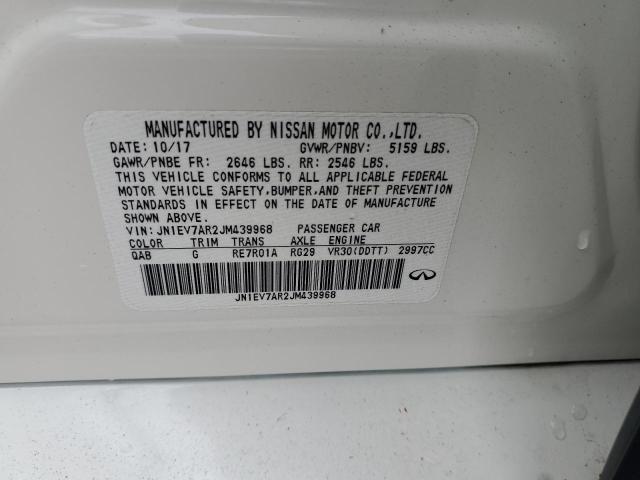 MANUFACTURED BY NISSAN MOTOR CO.,LTD.
DATE: 10/17 GVWR/PNBV: 5159 LBS.
GAWR/PNBE FR: 2646 LBS. RR: 2546 LBS.
THIS VEHICLE CONFORMS TO ALL APPLICABLE FEDERAL
MOTOR VEHICLE SAFETY,BUMPER,AND THEFT PREVENTION
STANDARDS IN EFFECT ON THE DATE OF MANUFACTURE
SHOWN ABOVE.
VIN: JN1EV7AR2JM439968 PASSENGER CAR
COLOR TRIM TRANS AXLE ENGINE
QAB G RE7R01A RG29 VR30(DDTT) 2997CC
JN1EV7AR2JM439968